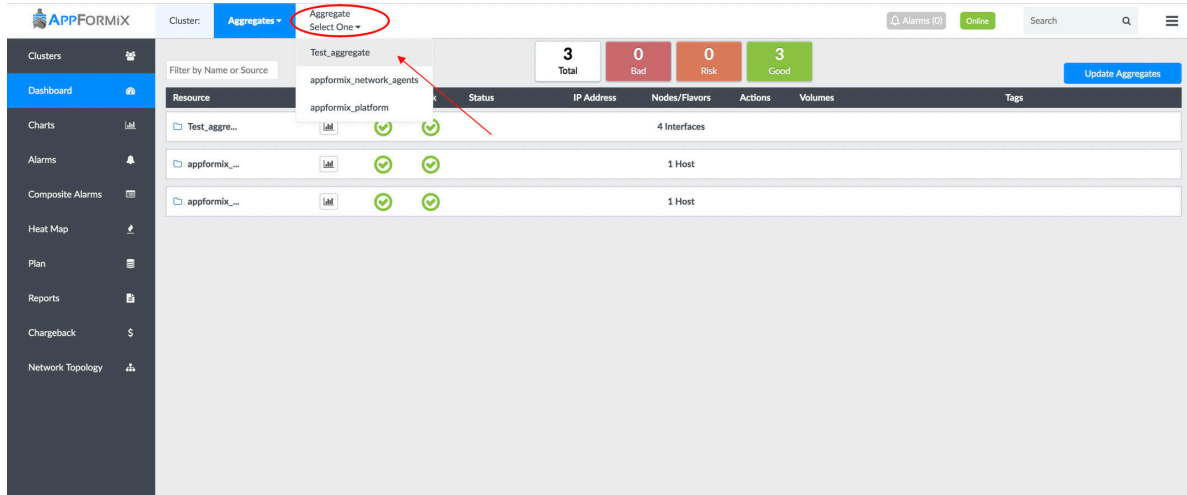 APPFORMIX
Cluster:
Aggregates
Aggregate
Select One
Alarms (0)
Online
Search
Clusters
Dashboard
Charts
Alarms
Composite Alarms
Heat Map
Plan
Reports
Chargeback
$
Network Topology
Test_aggregate
appformix_network_agents
appformix_platform
Filter by Name or Source
3
Total
0
Bad
0
Risk
3
Good
Update Aggregates
Resource Status IP Address Nodes/Flavors Actions Volumes Tags
Test_aggre... 4 Interfaces
appformix_... 1 Host
appformix_... 1 Host